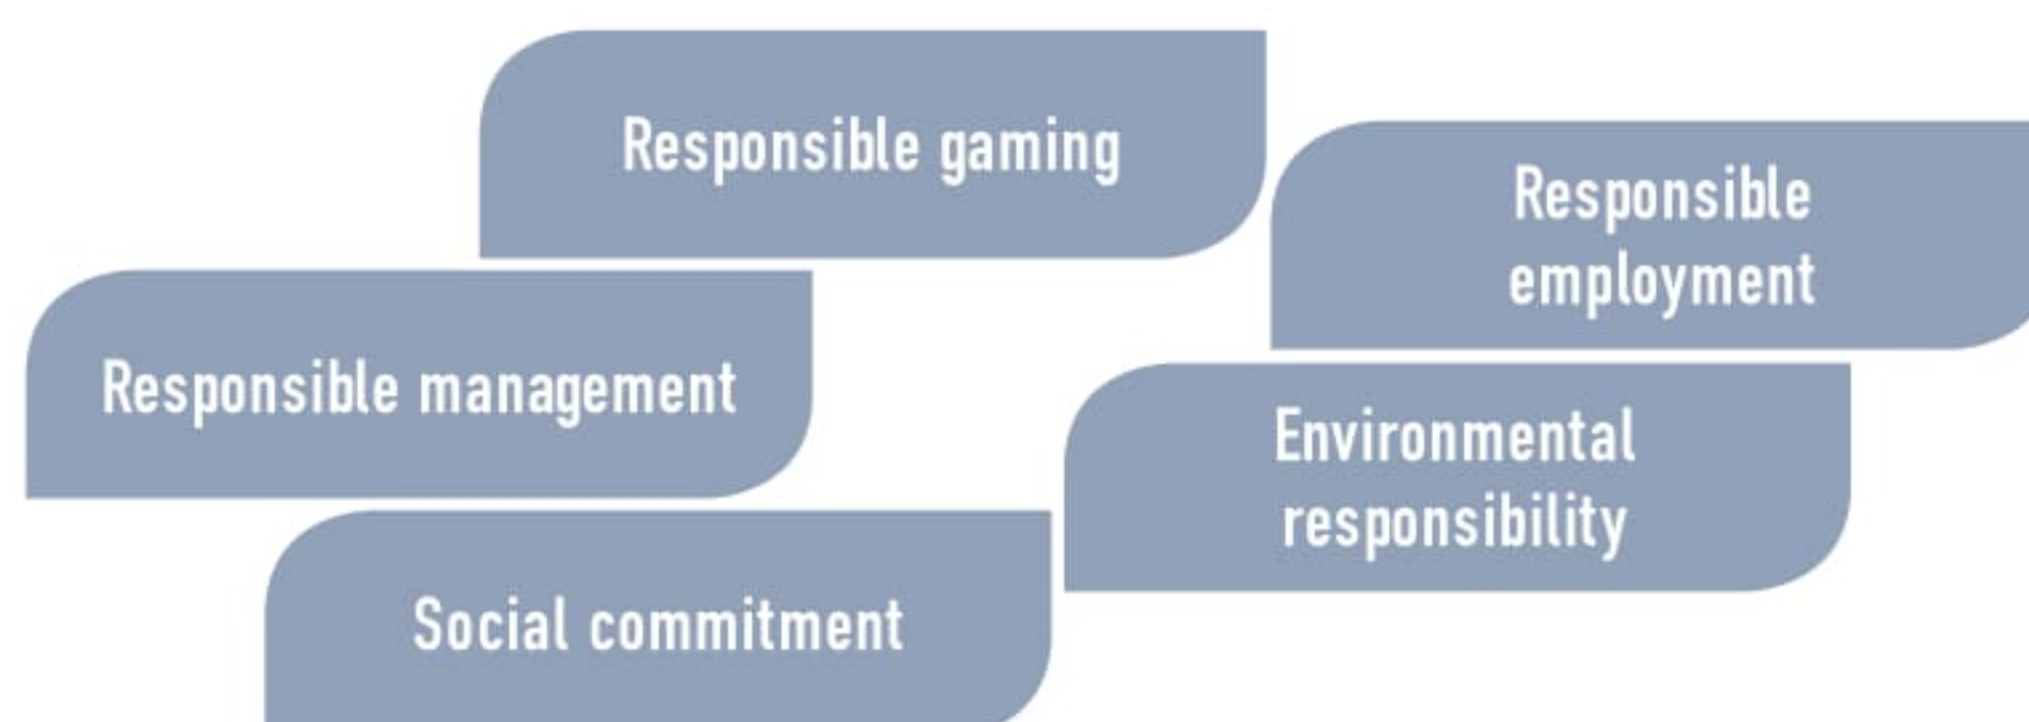 Responsible gaming
Responsible
employment
Responsible management
Environmental
responsibility
Social commitment